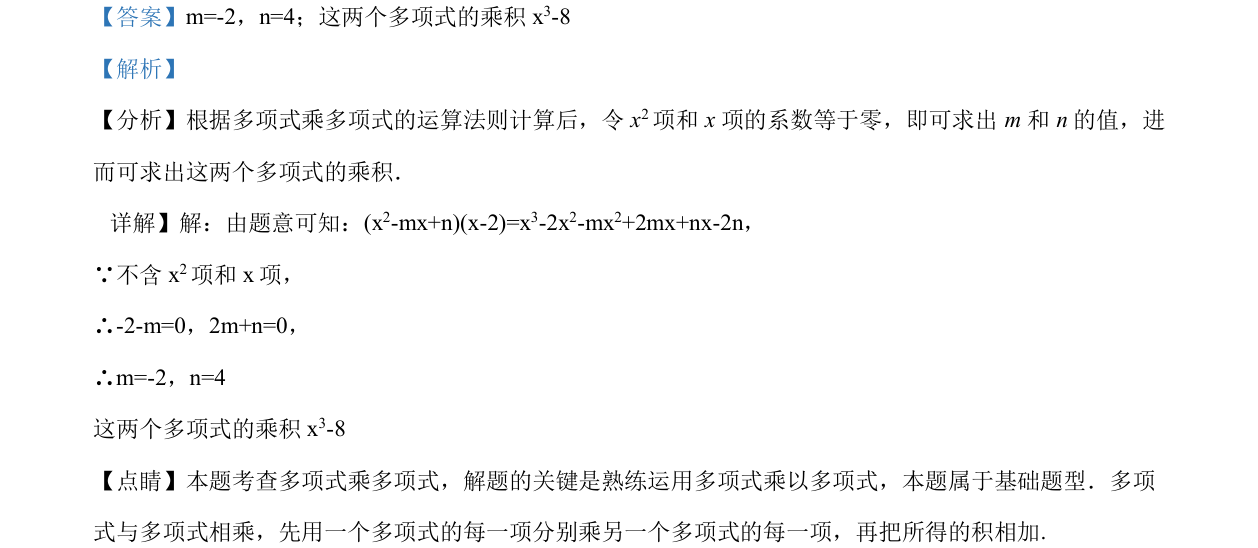 【答案】m=-2，n=4；这两个多项式的乘积 x³-8
【解析】
【分析】根据多项式乘多项式的运算法则计算后，令 x² 项和 x 项的系数等于零，即可求出 m 和 n 的值，进
而可求出这两个多项式的乘积．
详解】解：由题意可知：(x²-mx+n)(x-2)=x³-2x²-mx²+2mx+nx-2n，
∵不含 x² 项和 x 项，
∴-2-m=0，2m+n=0，
∴m=-2，n=4
这两个多项式的乘积 x³-8
【点睛】本题考查多项式乘多项式，解题的关键是熟练运用多项式乘以多项式，本题属于基础题型．多项
式与多项式相乘，先用一个多项式的每一项分别乘另一个多项式的每一项，再把所得的积相加.